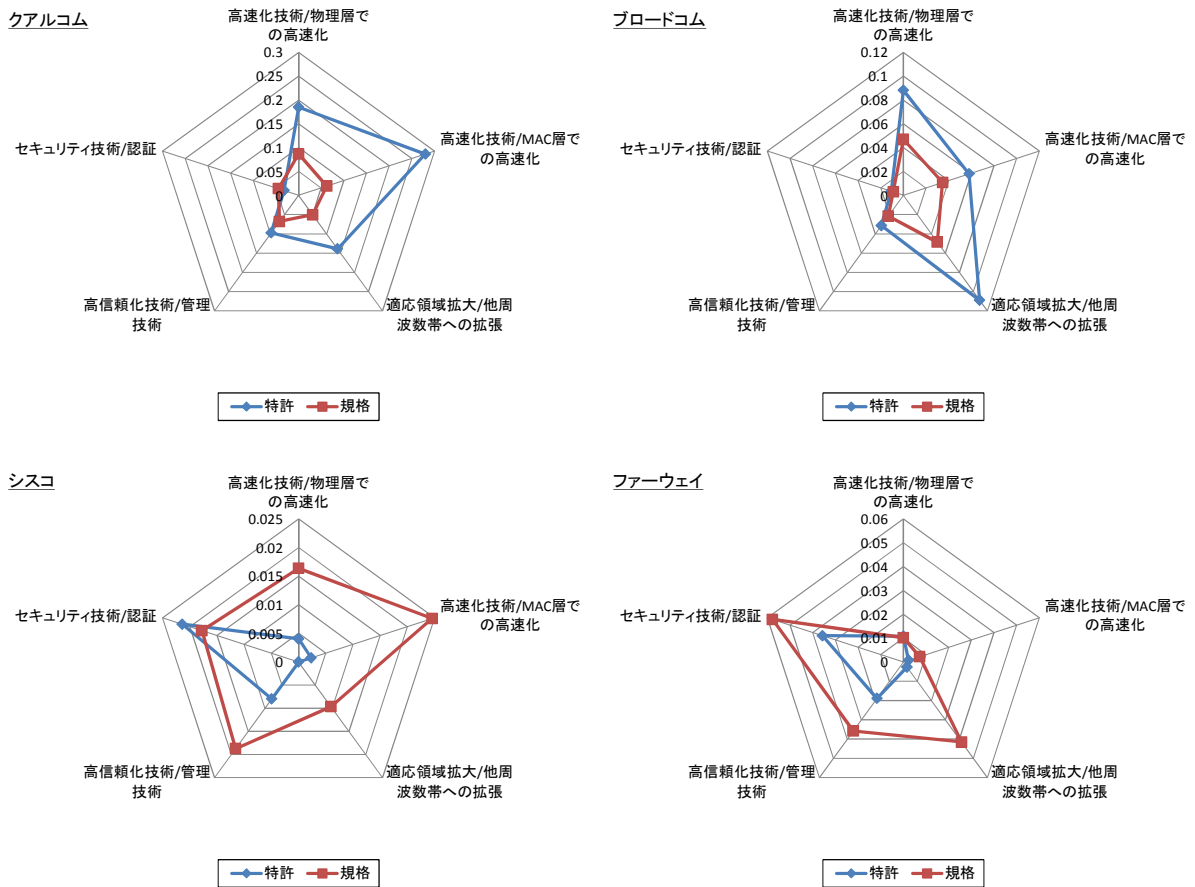 クアルコム
高速化技術/物理層で
の高速化
0.3
0.25
0.2
0.15
0.1
0.05
0
高速化技術/MAC層で
の高速化
適応領域拡大/他周
波数帯への拡張
高信頼化技術/管理
技術
セキュリティ技術/認証
特許
規格
ブロードコム
高速化技術/物理層で
の高速化
0.12
0.1
0.08
0.06
0.04
0.02
0
高速化技術/MAC層で
の高速化
適応領域拡大/他周
波数帯への拡張
高信頼化技術/管理
技術
セキュリティ技術/認証
特許
規格
シスコ
高速化技術/物理層で
の高速化
0.025
0.02
0.015
0.01
0.005
0
高速化技術/MAC層で
の高速化
適応領域拡大/他周
波数帯への拡張
高信頼化技術/管理
技術
セキュリティ技術/認証
特許
規格
ファーウェイ
高速化技術/物理層で
の高速化
0.06
0.05
0.04
0.03
0.02
0.01
0
高速化技術/MAC層で
の高速化
適応領域拡大/他周
波数帯への拡張
高信頼化技術/管理
技術
セキュリティ技術/認証
特許
規格